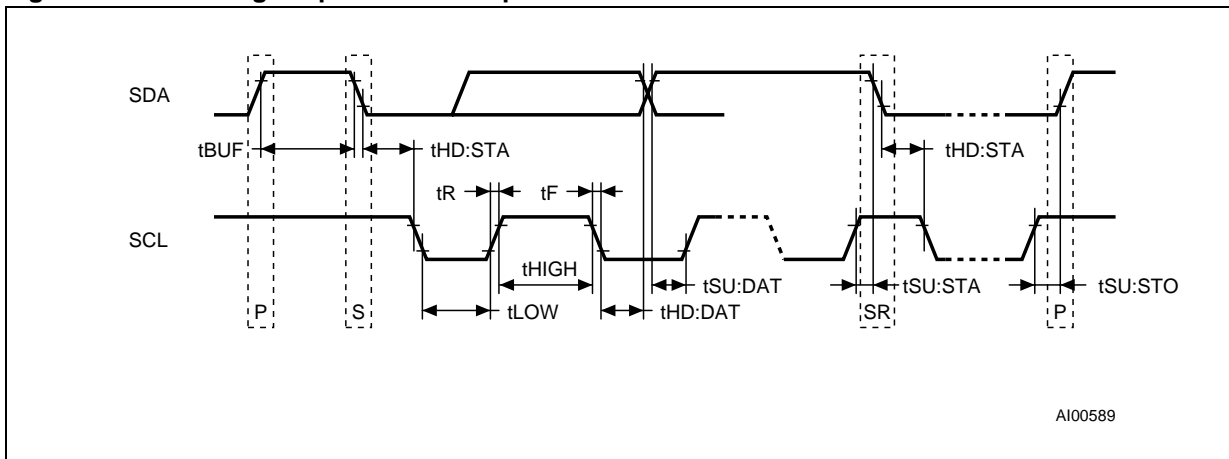 SDA
tBUF
tHD:STA
tHD:STA
tR
tF
SCL
tHIGH
tSU:DAT
tSU:STA
tSU:STO
P
S
tLOW
tHD:DAT
SR
P
AI00589